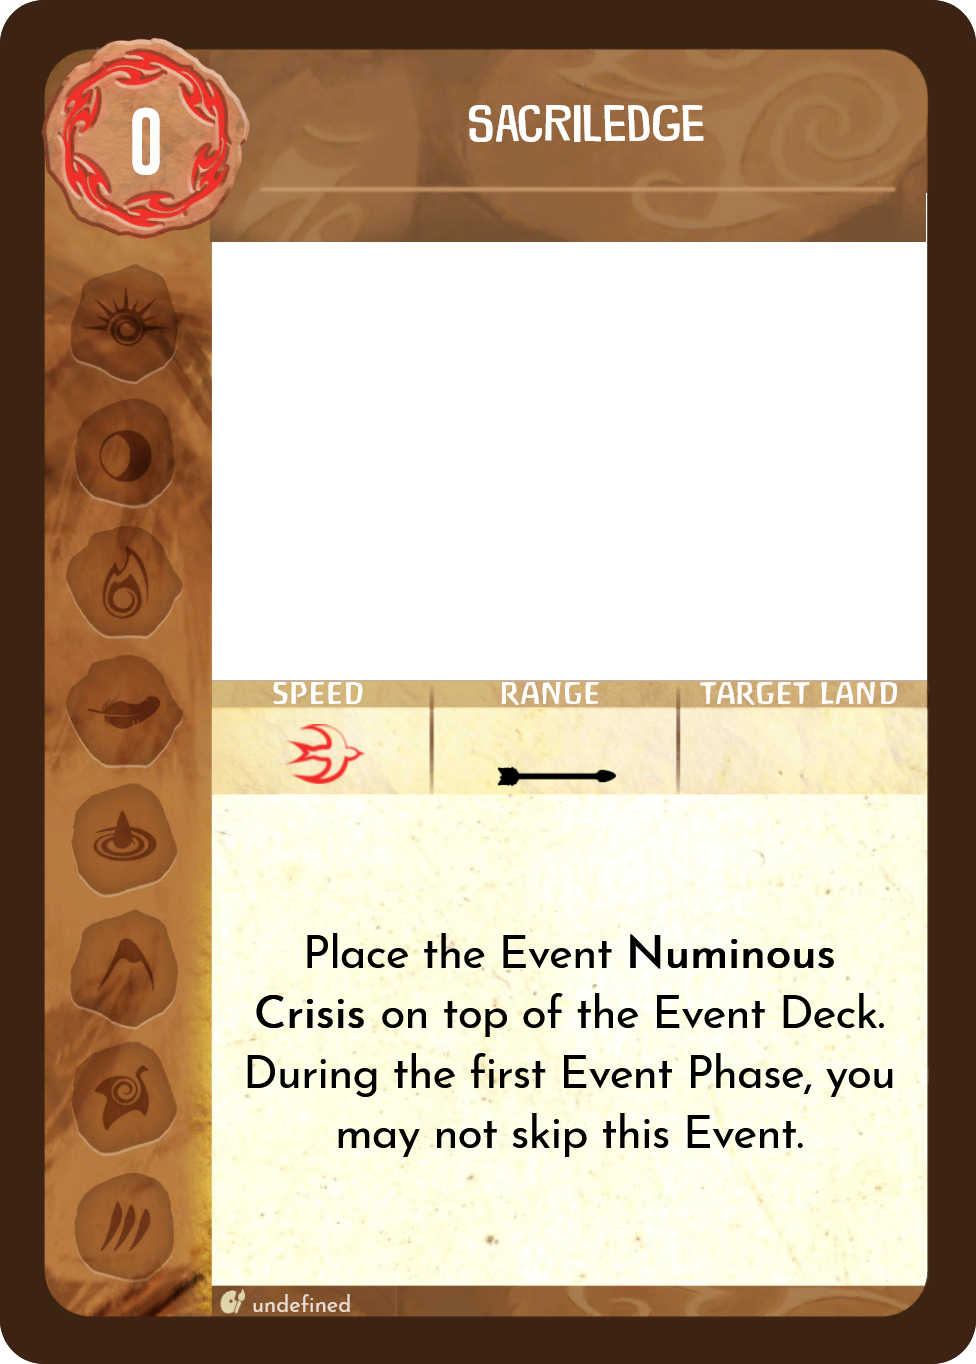 0
SACRILEDGE
SPEED RANGE TARGET LAND
Place the Event Numinous
Crisis on top of the Event Deck.
During the first Event Phase, you
may not skip this Event.
undefined